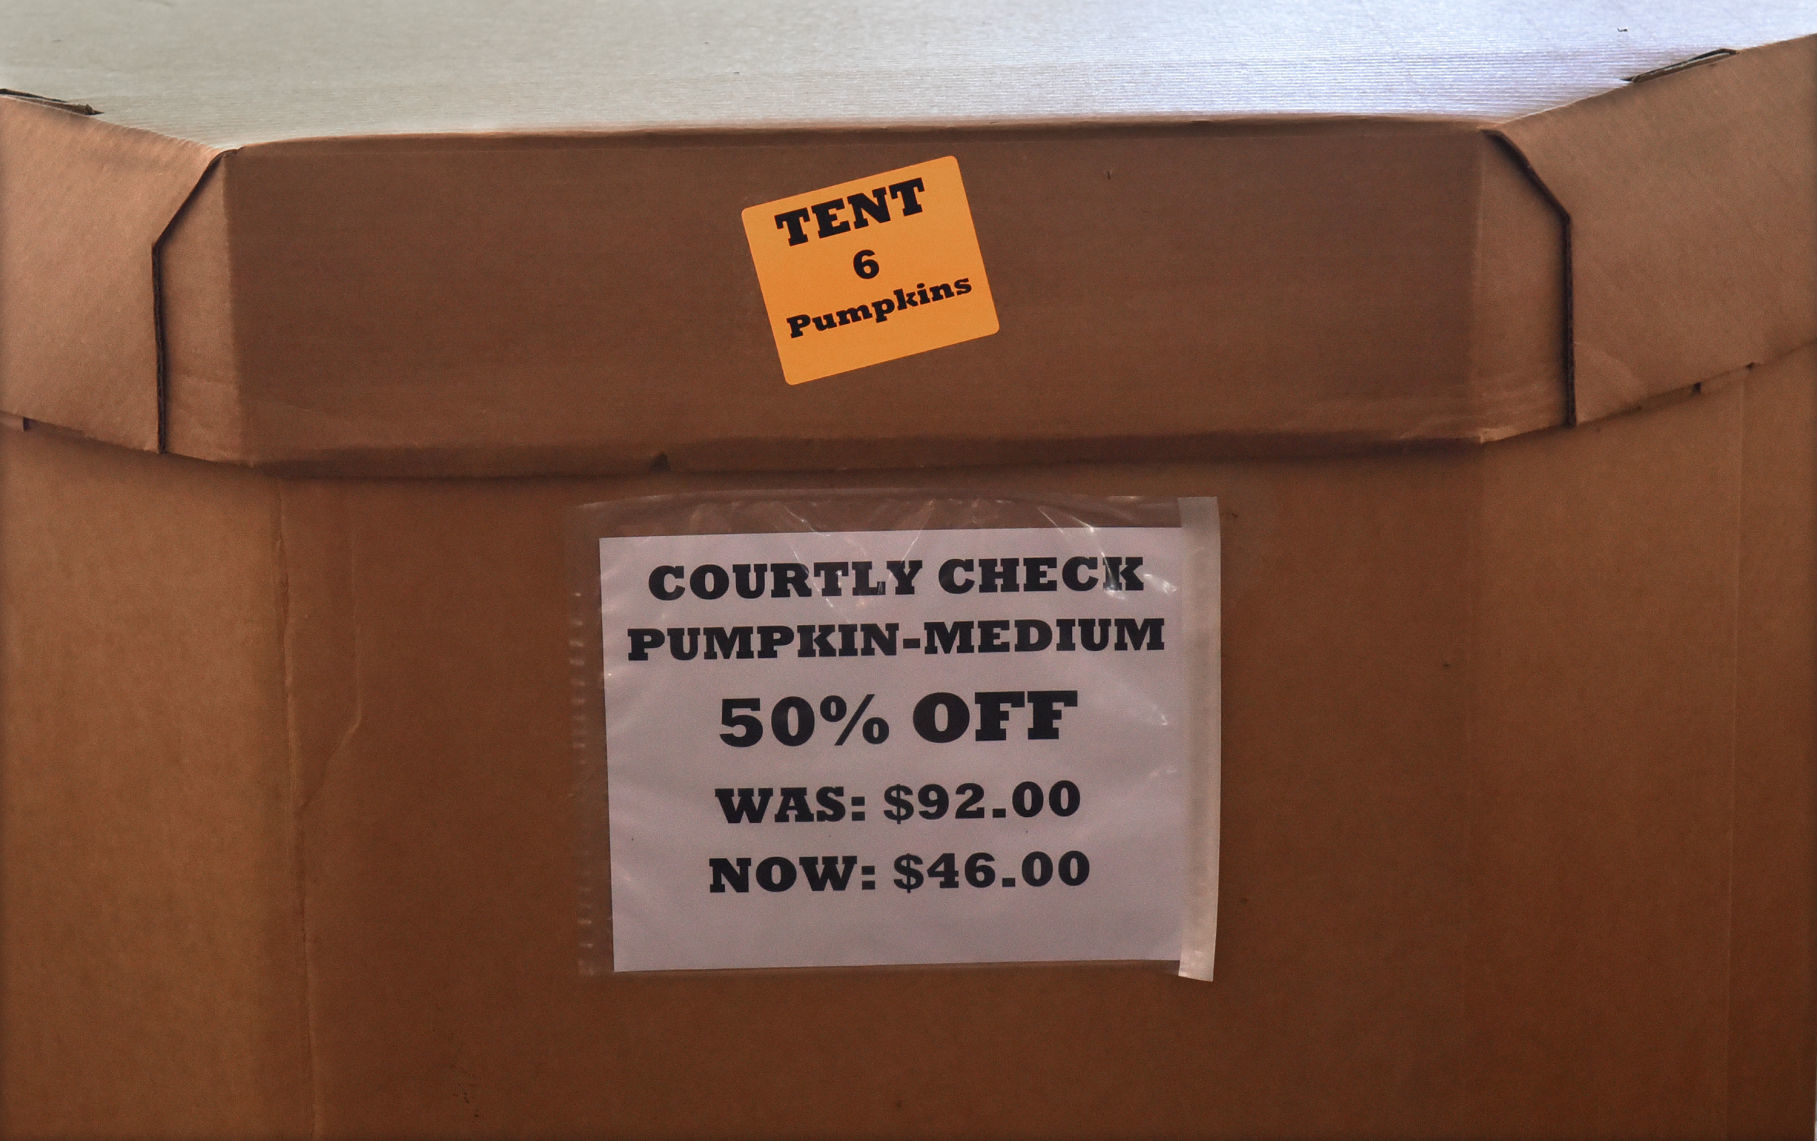 TENT
6
Pumpkins
COURTLY CHECK
PUMPKIN-MEDIUM
50% OFF
WAS: $92.00
NOW: $46.00